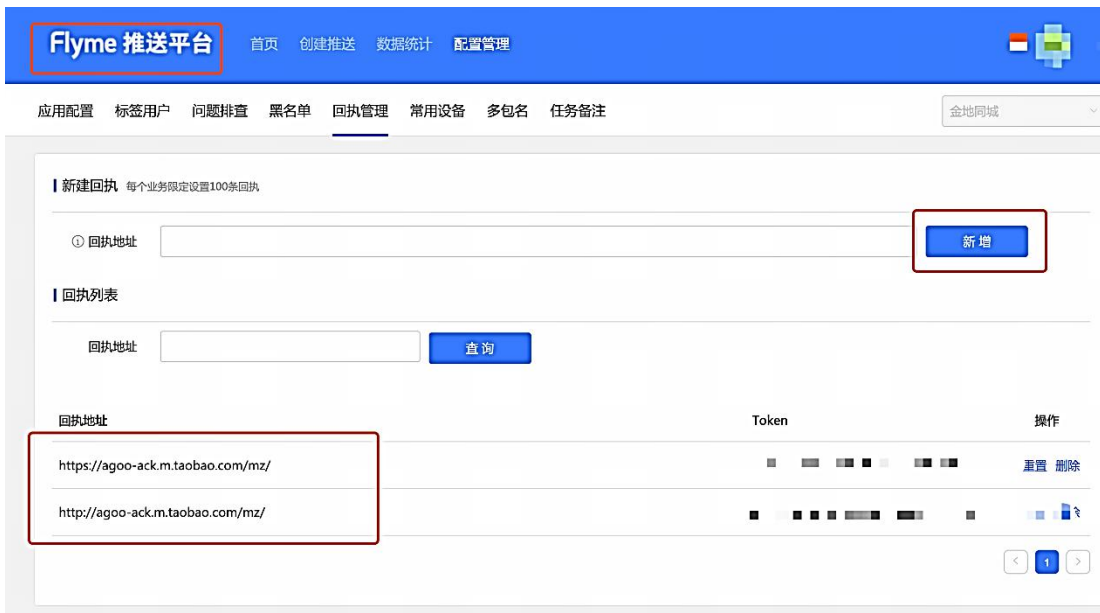 Flyme 推送平台 首页 创建推送 数据统计 配置管理
应用配置 标签用户 问题排查 黑名单 回执管理 常用设备 多包名 任务备注 金地同城
新建回执 每个业务限定设置100条回执
回执地址 新增
回执列表
回执地址 查询
回执地址 Token 操作
https://agoo-ack.m.taobao.com/mz/ 重置 删除
http://agoo-ack.m.taobao.com/mz/
1